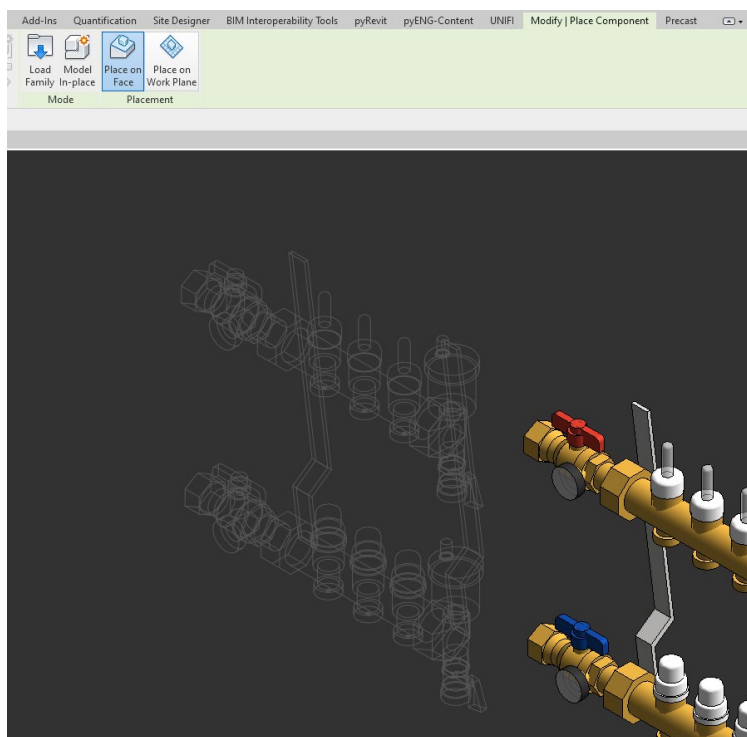 Add-Ins Quantification Site Designer BIM Interoperability Tools pyRevit pyENG-Content UNIFI Modify | Place Component Precast
Load Model Place on Place on
Family In-place Face Work Plane
Mode Placement